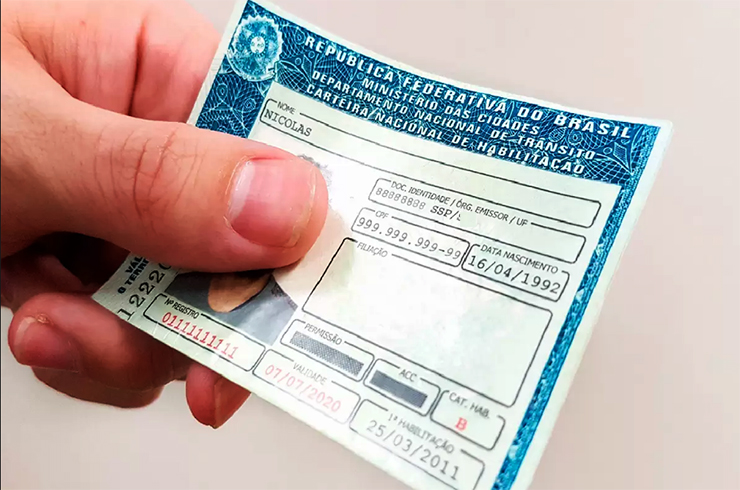 REPÚBLICA FEDERATIVA DO BRASIL
MINISTÉRIO DAS CIDADES
DEPARTAMENTO NACIONAL DE TRÂNSITO
CARTEIRA NACIONAL DE HABILITAÇÃO
NOME
NICOLAS
DOC. IDENTIDADE / ÓRG. EMISSOR / UF
88888888 SSP/
CPF
999.999.999-99
DATA NASCIMENTO
16/04/1992
FILIAÇÃO
PERMISSÃO
ACC
CAT. HAB.
B
Nº REGISTRO
01111111111
VALIDADE
07/07/2020
1ª HABILITAÇÃO
25/03/2011